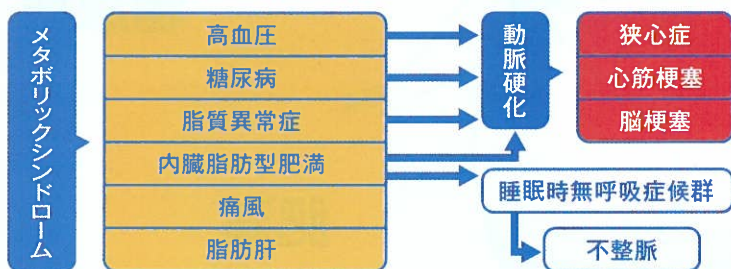 メタボリックシンドローム
高血圧
糖尿病
脂質異常症
内臓脂肪型肥満
痛風
脂肪肝
動脈硬化
狭心症
心筋梗塞
脳梗塞
睡眠時無呼吸症候群
不整脈